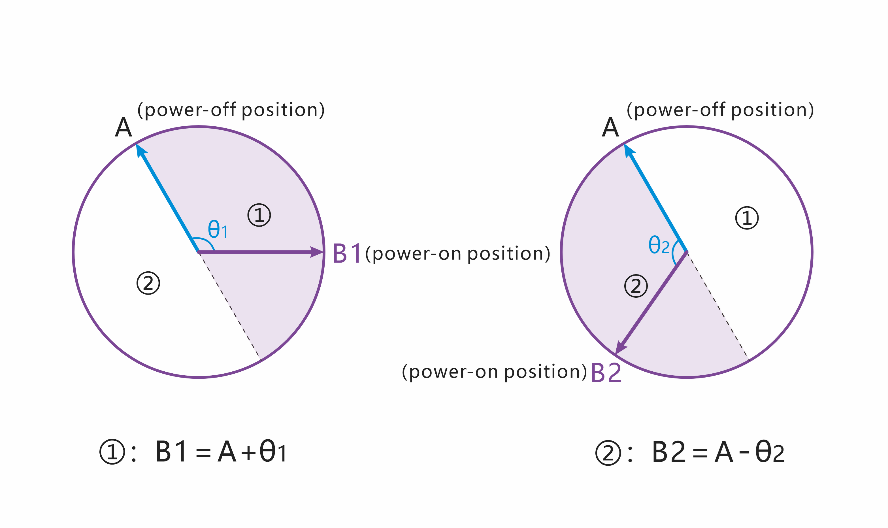 (power-off position)
A
①
θ1
B1(power-on position)
②
①: B1=A+θ1
(power-off position)
A
①
θ2
②
(power-on position)B2
②: B2=A-θ2